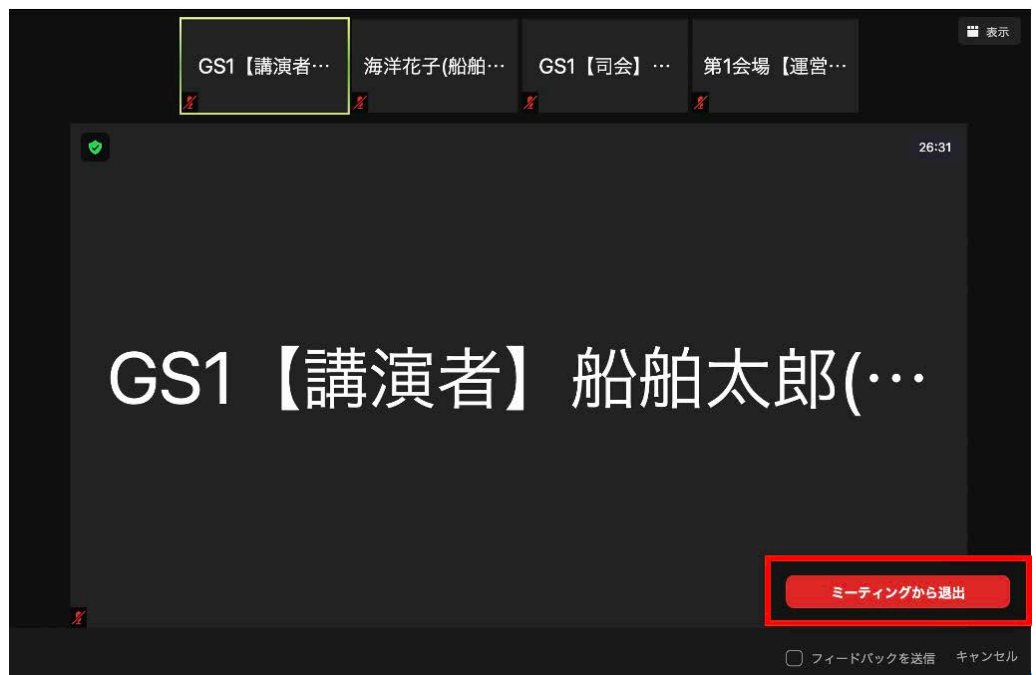 表示
GS1【講演者…
海洋花子(船舶…
GS1【司会】…
第1会場【運営…
26:31
GS1【講演者】船舶太郎(…
ミーティングから退出
フィードバックを送信 キャンセル